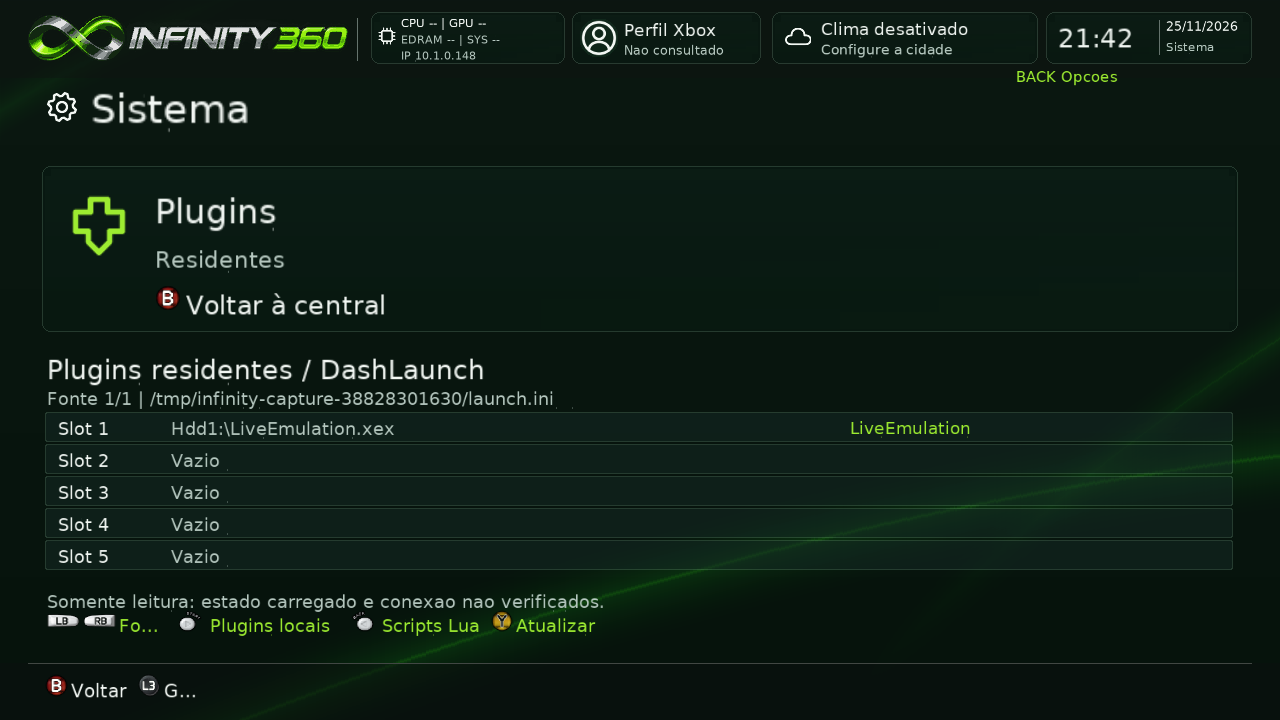 INFINITY 360
CPU -- | GPU --
EDRAM -- | SYS --
IP 10.1.0.148
Perfil Xbox
Nao consultado
Clima desativado
Configure a cidade
21:42
25/11/2026
Sistema
BACK Opcoes
Sistema
Plugins
Residentes
B Voltar à central
Plugins residentes / DashLaunch
Fonte 1/1 | /tmp/infinity-capture-38828301630/launch.ini
Slot 1 Hdd1:\LiveEmulation.xex LiveEmulation
Slot 2 Vazio
Slot 3 Vazio
Slot 4 Vazio
Slot 5 Vazio
Somente leitura: estado carregado e conexao nao verificados.
LB RB Fo... Plugins locais Scripts Lua Y Atualizar
B Voltar L3 G...